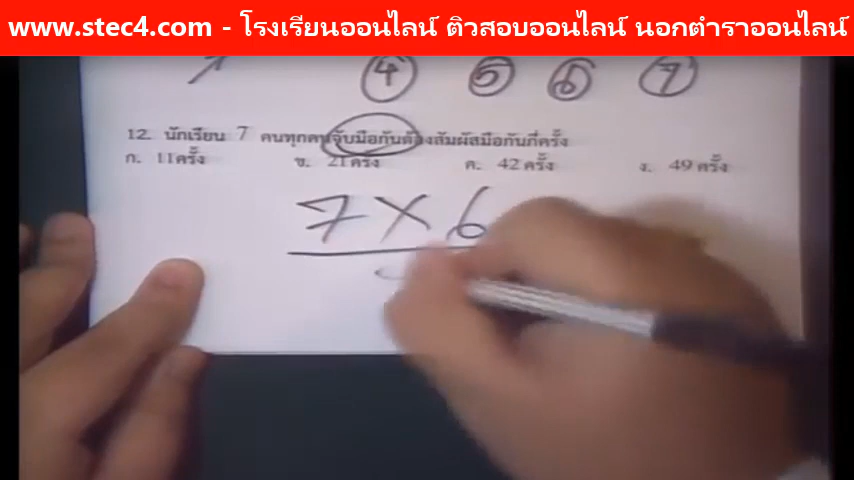 www.stec4.com - โรงเรียนออนไลน์ ติวสอบออนไลน์ นอกตำราออนไลน์
4 5 6 7
12. นักเรียน 7 คนทุกคนจับมือกันต้องสัมผัสมือกันกี่ครั้ง
ก. 11ครั้ง ข. 21ครั้ง ค. 42 ครั้ง ง. 49 ครั้ง
7 × 6